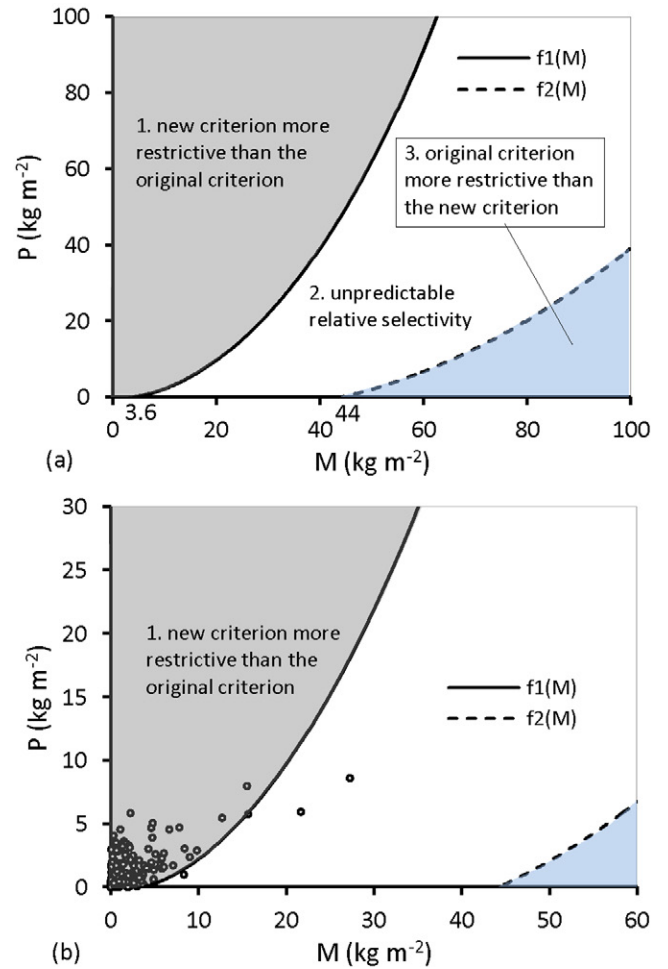 100
80
60
40
20
0
P (kg m⁻²)
f1(M)
f2(M)
1. new criterion more
restrictive than the
original criterion
3. original criterion
more restrictive than
the new criterion
2. unpredictable
relative selectivity
3.6
44
0 20 40 60 80 100
(a)
M (kg m⁻²)
30
25
20
15
10
5
0
P (kg m⁻²)
1. new criterion more
restrictive than the
original criterion
f1(M)
f2(M)
0 10 20 30 40 50 60
(b)
M (kg m⁻²)